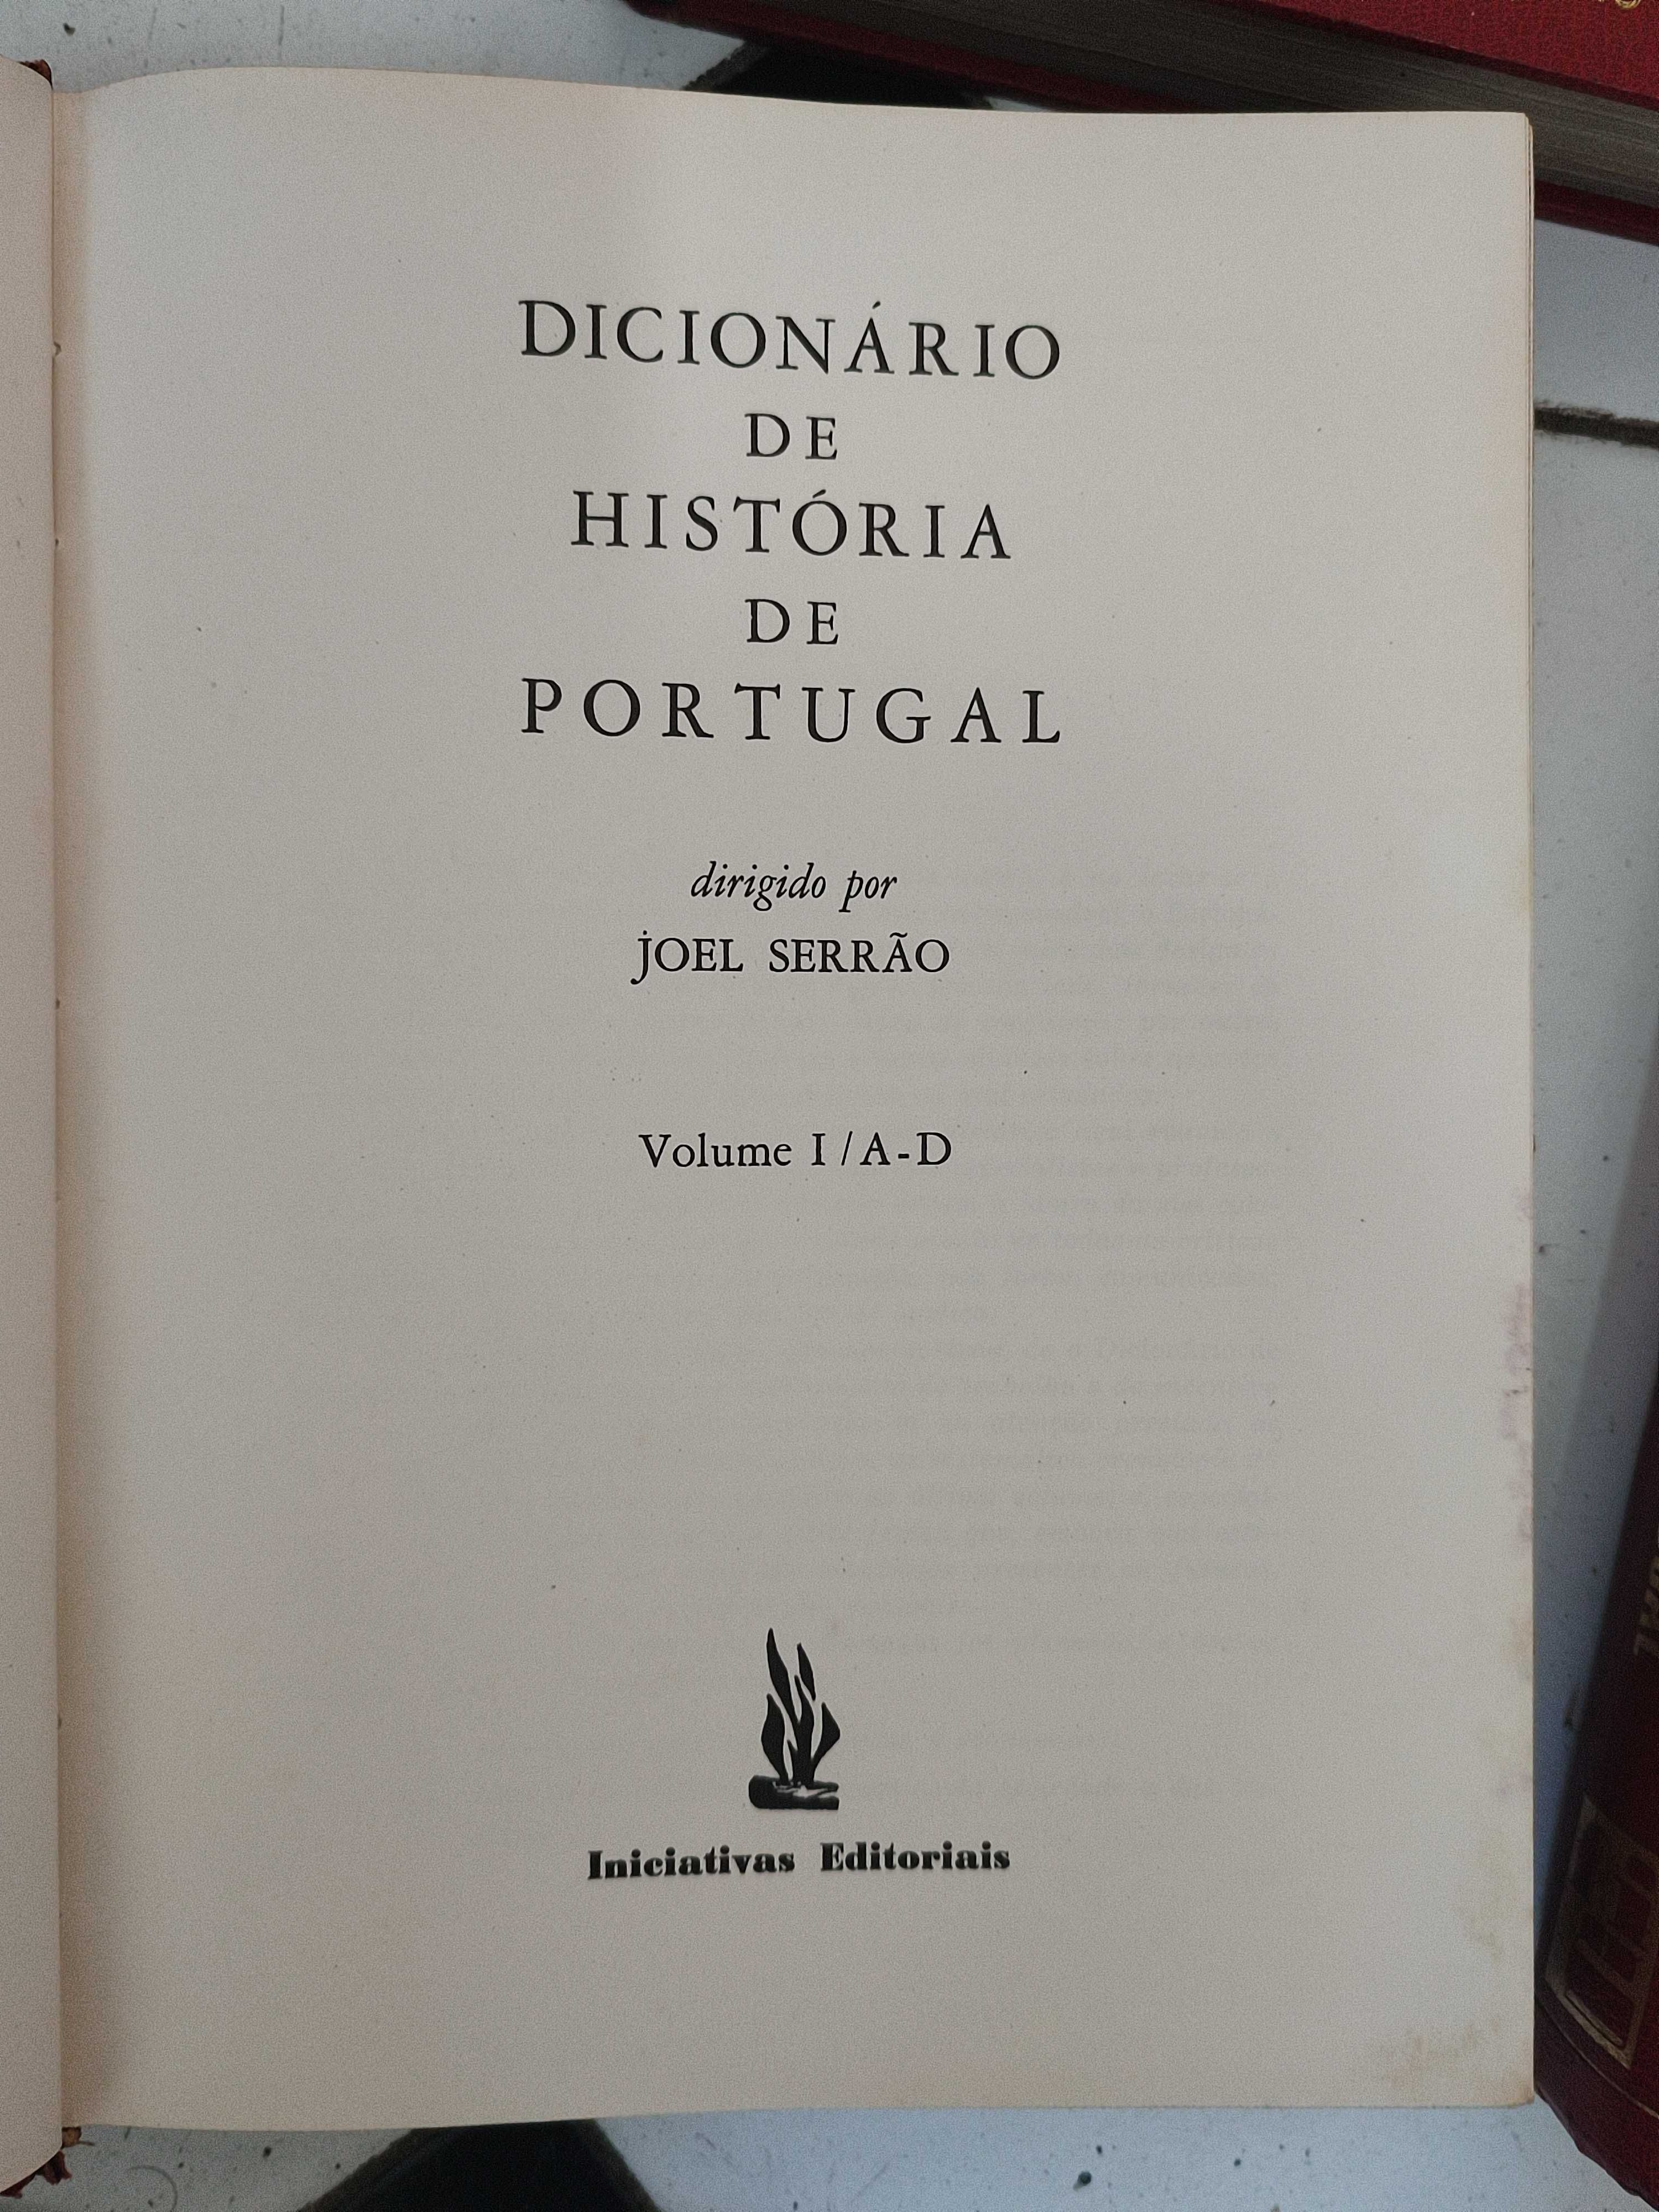 DICIONÁRIO
DE
HISTÓRIA
DE
PORTUGAL
dirigido por
JOEL SERRÃO
Volume I / A-D
Iniciativas Editoriais